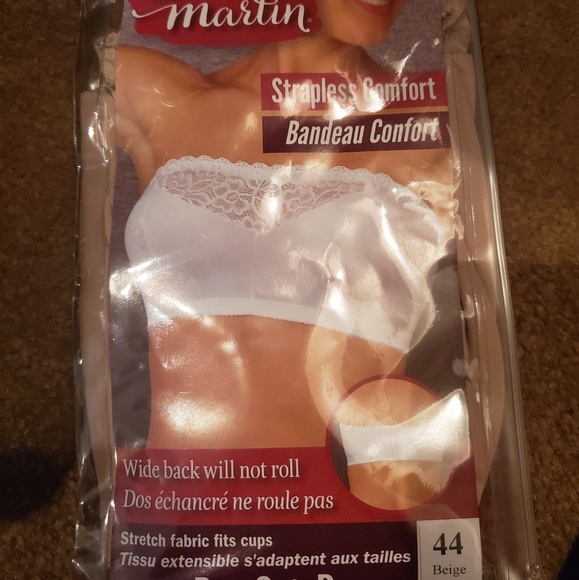 Martin
Strapless Comfort
Bandeau Confort
Wide back will not roll
Dos échancré ne roule pas
Stretch fabric fits cups
Tissu extensible s'adaptent aux tailles
44
Beige